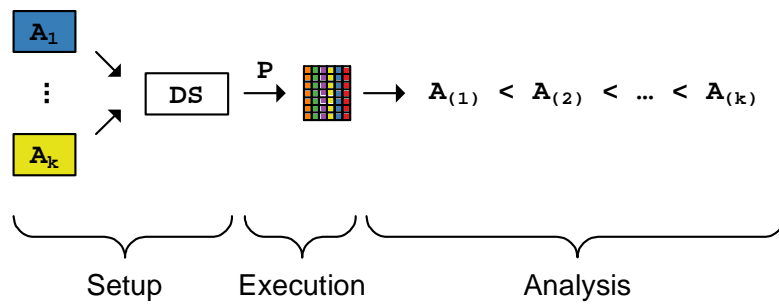 A₁
P
⋮
DS
A₍₁₎ < A₍₂₎ < … < A₍ₖ₎
Aₖ
Setup Execution Analysis